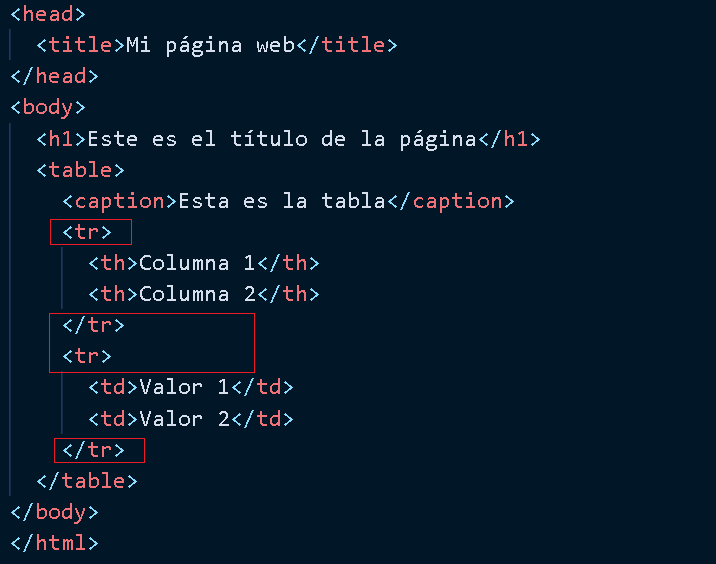 <head>
<title>Mi página web</title>
</head>
<body>
<h1>Este es el título de la página</h1>
<table>
<caption>Esta es la tabla</caption>
<tr>
<th>Columna 1</th>
<th>Columna 2</th>
</tr>
<tr>
<td>Valor 1</td>
<td>Valor 2</td>
</tr>
</table>
</body>
</html>